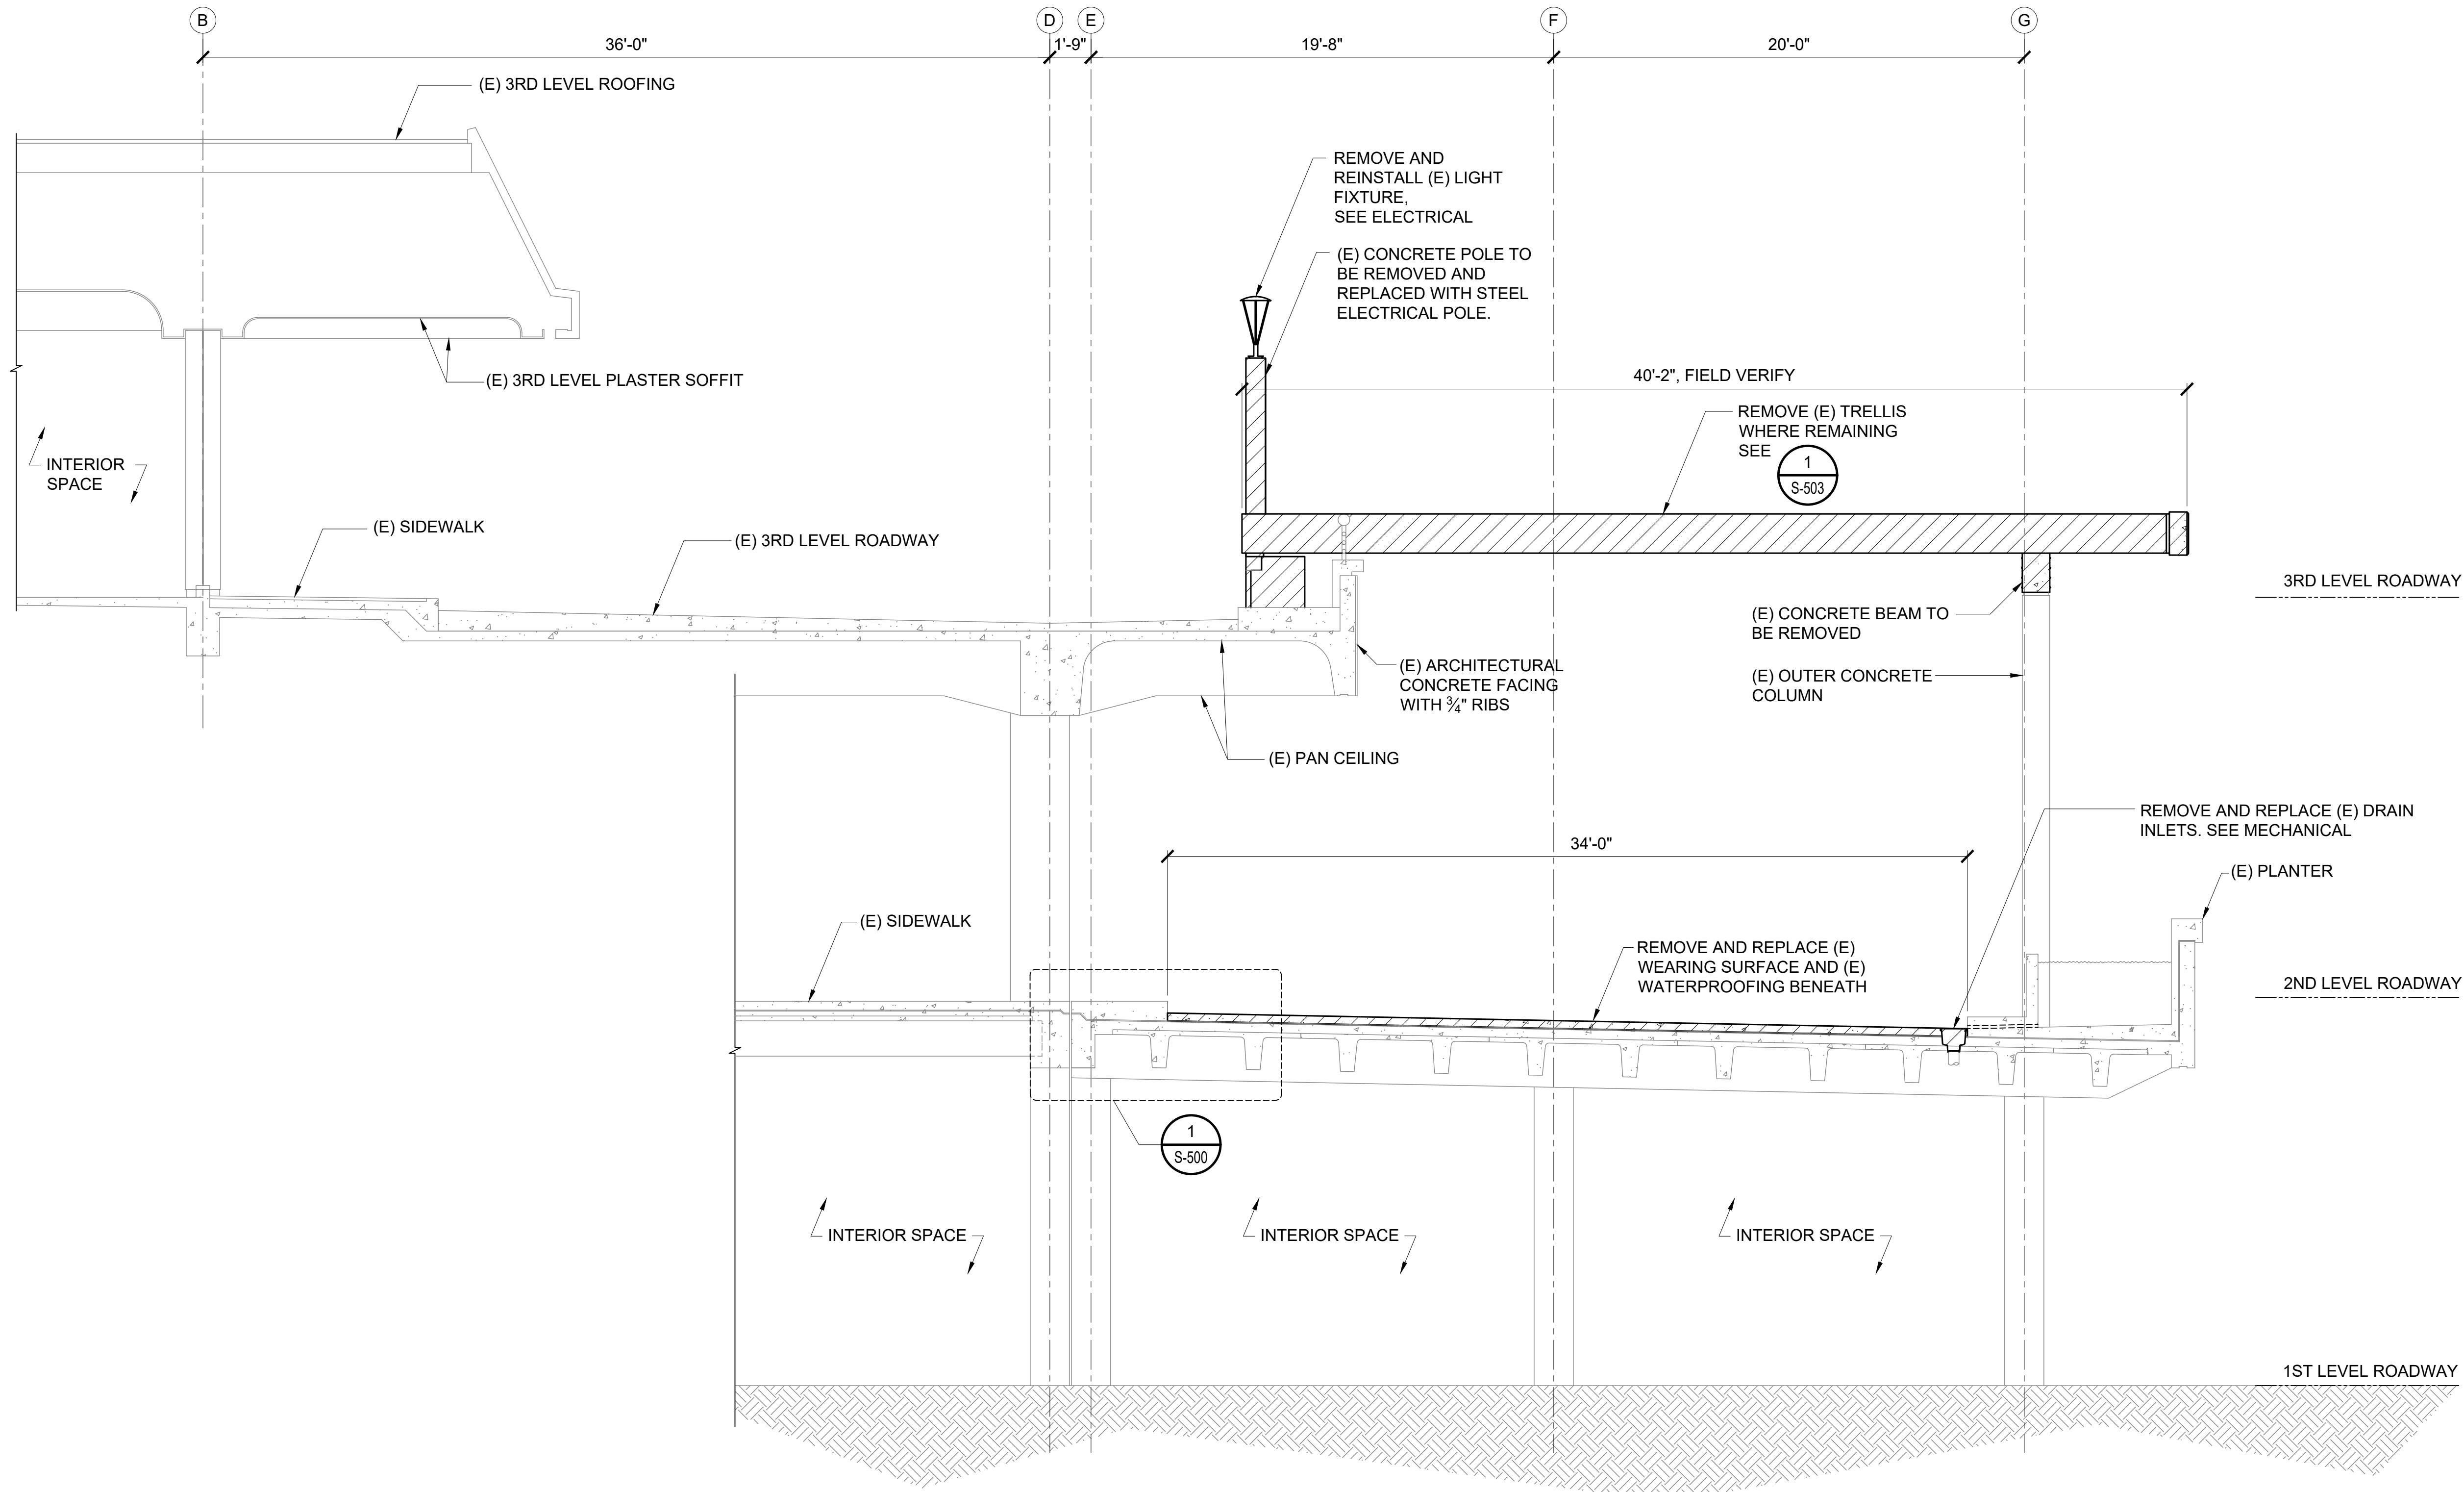 B
D
E
F
G
36'-0"
1'-9"
19'-8"
20'-0"
(E) 3RD LEVEL ROOFING
REMOVE AND
REINSTALL (E) LIGHT
FIXTURE,
SEE ELECTRICAL
(E) CONCRETE POLE TO
BE REMOVED AND
REPLACED WITH STEEL
ELECTRICAL POLE.
(E) 3RD LEVEL PLASTER SOFFIT
40'-2", FIELD VERIFY
REMOVE (E) TRELLIS
WHERE REMAINING
SEE
1
S-503
INTERIOR
SPACE
(E) SIDEWALK
(E) 3RD LEVEL ROADWAY
3RD LEVEL ROADWAY
(E) CONCRETE BEAM TO
BE REMOVED
(E) ARCHITECTURAL
CONCRETE FACING
WITH ¾" RIBS
(E) OUTER CONCRETE
COLUMN
(E) PAN CEILING
REMOVE AND REPLACE (E) DRAIN
INLETS. SEE MECHANICAL
34'-0"
(E) PLANTER
(E) SIDEWALK
REMOVE AND REPLACE (E)
WEARING SURFACE AND (E)
WATERPROOFING BENEATH
2ND LEVEL ROADWAY
1
S-500
INTERIOR SPACE
INTERIOR SPACE
INTERIOR SPACE
1ST LEVEL ROADWAY